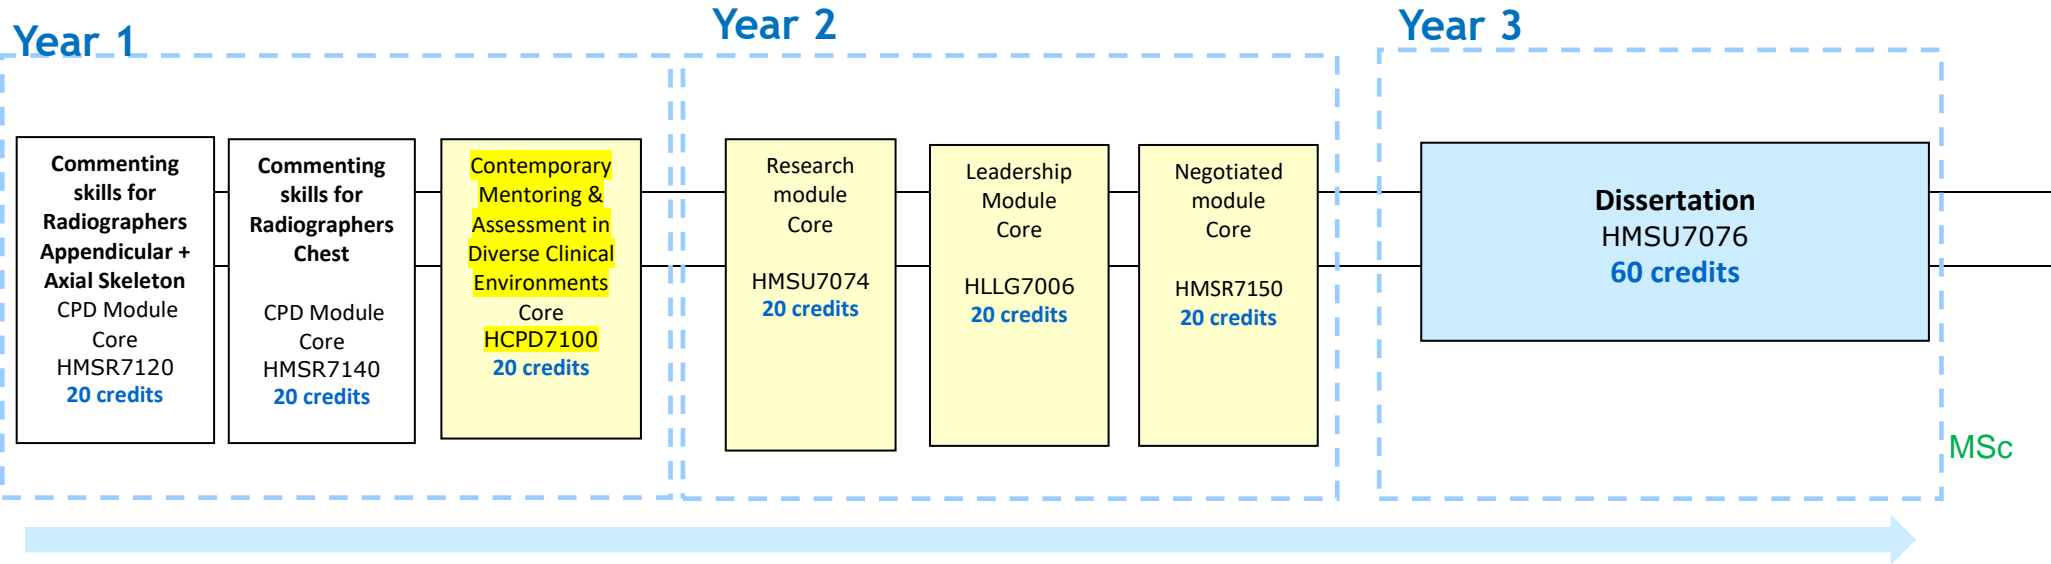 Year 1
Commenting
skills for
Radiographers
Appendicular +
Axial Skeleton
CPD Module
Core
HMSR7120
20 credits
Commenting
skills for
Radiographers
Chest
CPD Module
Core
HMSR7140
20 credits
Contemporary
Mentoring &
Assessment in
Diverse Clinical
Environments
Core
HCPD7100
20 credits
Year 2
Research
module
Core
HMSU7074
20 credits
Leadership
Module
Core
HLLG7006
20 credits
Negotiated
module
Core
HMSR7150
20 credits
Year 3
Dissertation
HMSU7076
60 credits
MSc